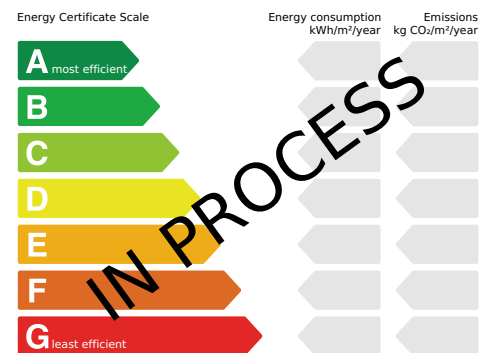 Energy Certificate Scale
Energy consumption
kWh/m²/year
Emissions
kg CO₂/m²/year
A most efficient
B
C
D
E
F
G least efficient
IN PROCESS